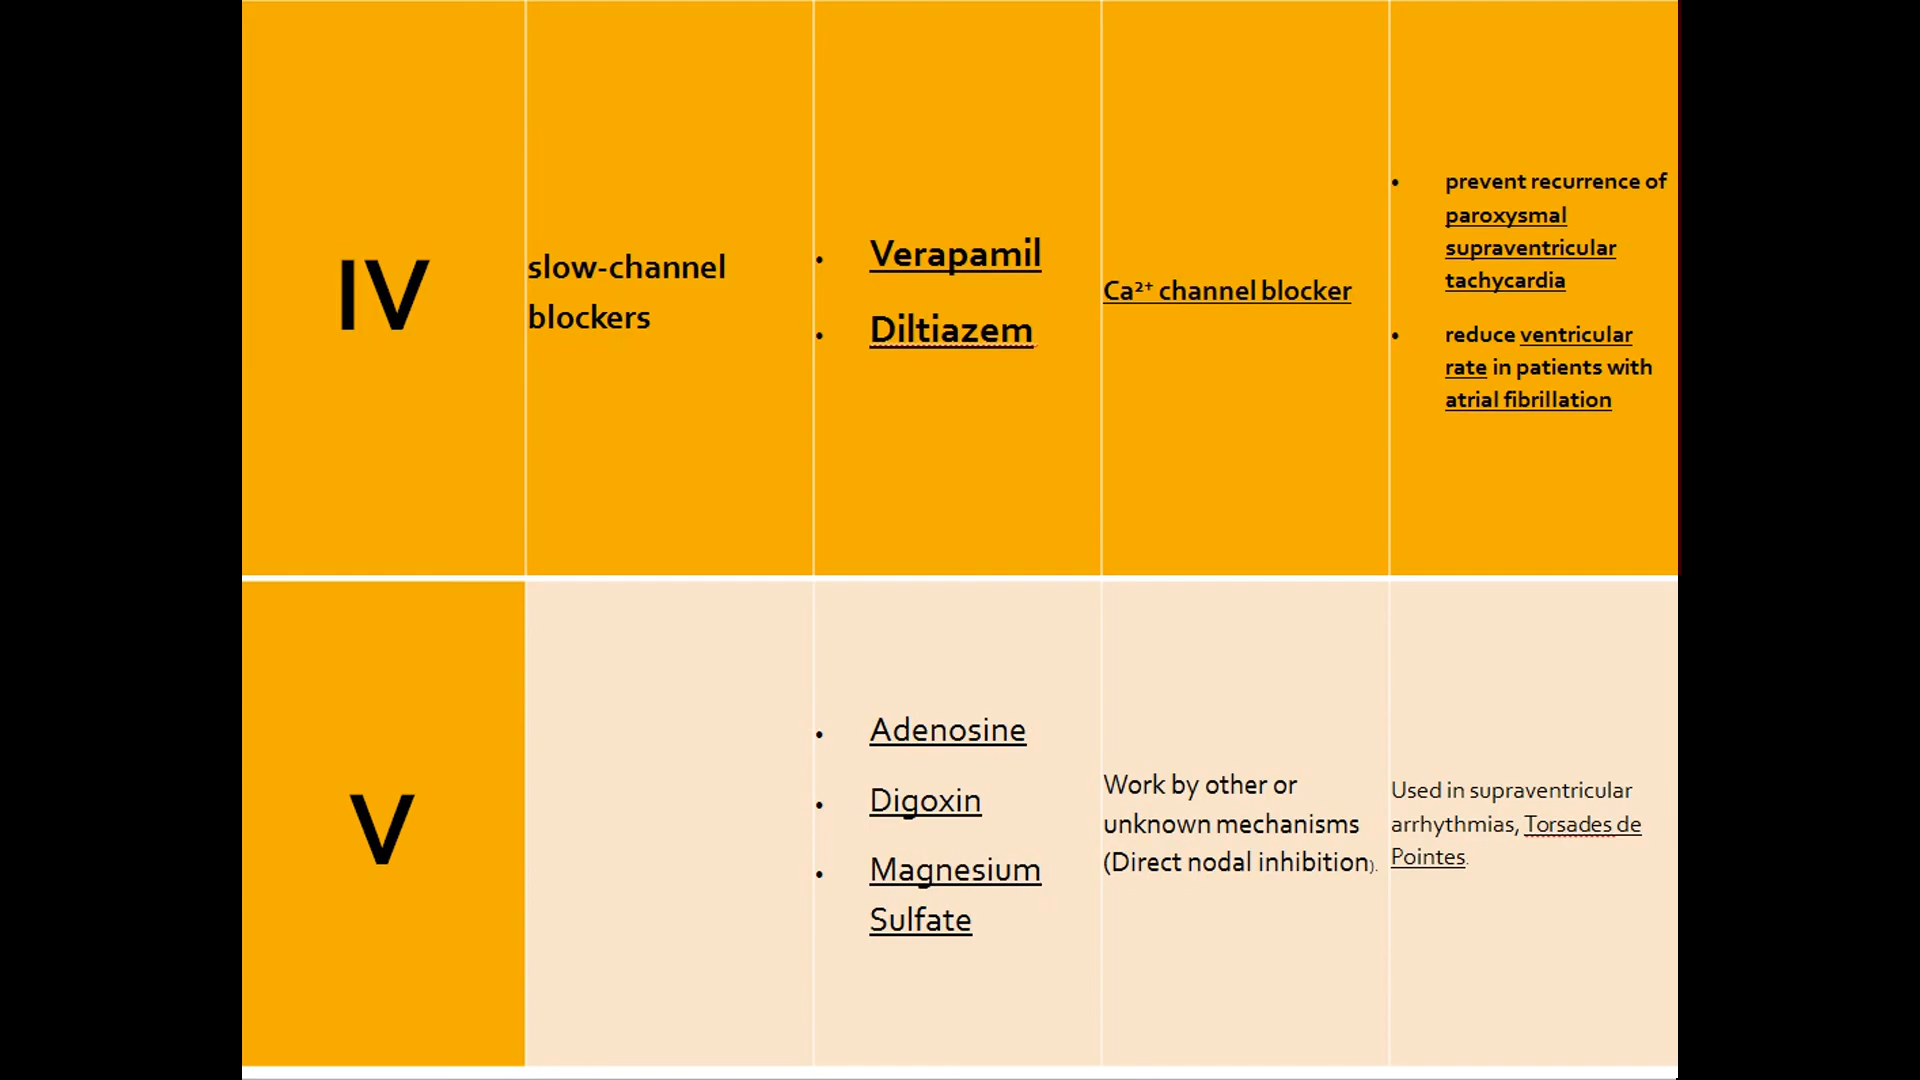 IV
slow-channel
blockers
• Verapamil
• Diltiazem
Ca²⁺ channel blocker
• prevent recurrence of
paroxysmal
supraventricular
tachycardia
• reduce ventricular
rate in patients with
atrial fibrillation
V
• Adenosine
• Digoxin
• Magnesium
Sulfate
Work by other or
unknown mechanisms
(Direct nodal inhibition).
Used in supraventricular
arrhythmias, Torsades de
Pointes.